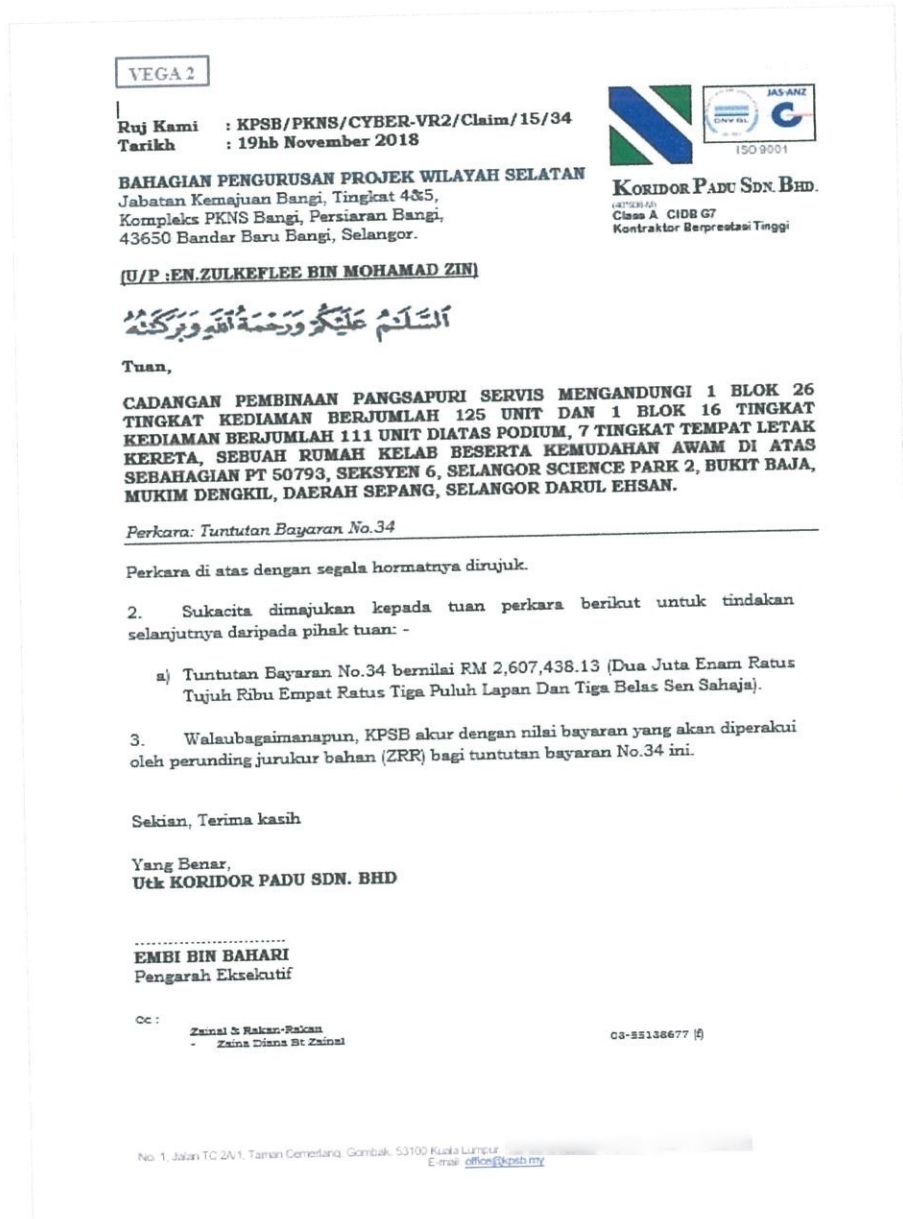 VEGA 2
Ruj Kami : KPSB/PKNS/CYBER-VR2/Claim/15/34
Tarikh : 19hb November 2018
JAS-ANZ
DNV GL
ISO 9001
KORIDOR PADU SDN. BHD.
Class A CIDB G7
Kontraktor Berprestasi Tinggi
BAHAGIAN PENGURUSAN PROJEK WILAYAH SELATAN
Jabatan Kemajuan Bangi, Tingkat 4&5,
Kompleks PKNS Bangi, Persiaran Bangi,
43650 Bandar Baru Bangi, Selangor.
(U/P :EN.ZULKEFLEE BIN MOHAMAD ZIN)
السَّلَامُ عَلَيْكُمْ وَرَحْمَةُ اللهِ وَبَرَكَاتُهُ
Tuan,
CADANGAN PEMBINAAN PANGSAPURI SERVIS MENGANDUNGI 1 BLOK 26
TINGKAT KEDIAMAN BERJUMLAH 125 UNIT DAN 1 BLOK 16 TINGKAT
KEDIAMAN BERJUMLAH 111 UNIT DIATAS PODIUM, 7 TINGKAT TEMPAT LETAK
KERETA, SEBUAH RUMAH KELAB BESERTA KEMUDAHAN AWAM DI ATAS
SEBAHAGIAN PT 50793, SEKSYEN 6, SELANGOR SCIENCE PARK 2, BUKIT BAJA,
MUKIM DENGKIL, DAERAH SEPANG, SELANGOR DARUL EHSAN.
Perkara: Tuntutan Bayaran No.34
Perkara di atas dengan segala hormatnya dirujuk.
2. Sukacita dimajukan kepada tuan perkara berikut untuk tindakan
selanjutnya daripada pihak tuan: -
a) Tuntutan Bayaran No.34 bernilai RM 2,607,438.13 (Dua Juta Enam Ratus
Tujuh Ribu Empat Ratus Tiga Puluh Lapan Dan Tiga Belas Sen Sahaja).
3. Walaubagaimanapun, KPSB akur dengan nilai bayaran yang akan diperakui
oleh perunding jurukur bahan (ZRR) bagi tuntutan bayaran No.34 ini.
Sekian, Terima kasih
Yang Benar,
Utk KORIDOR PADU SDN. BHD
EMBI BIN BAHARI
Pengarah Eksekutif
Cc :
Zainal & Rakan-Rakan
- Zaina Diana Bt Zainal
03-55138677 (f)
No. 1, Jalan TC 2A/1, Taman Cemerlang, Gombak, 53100 Kuala Lumpur
E-mail: office@kpsb.my